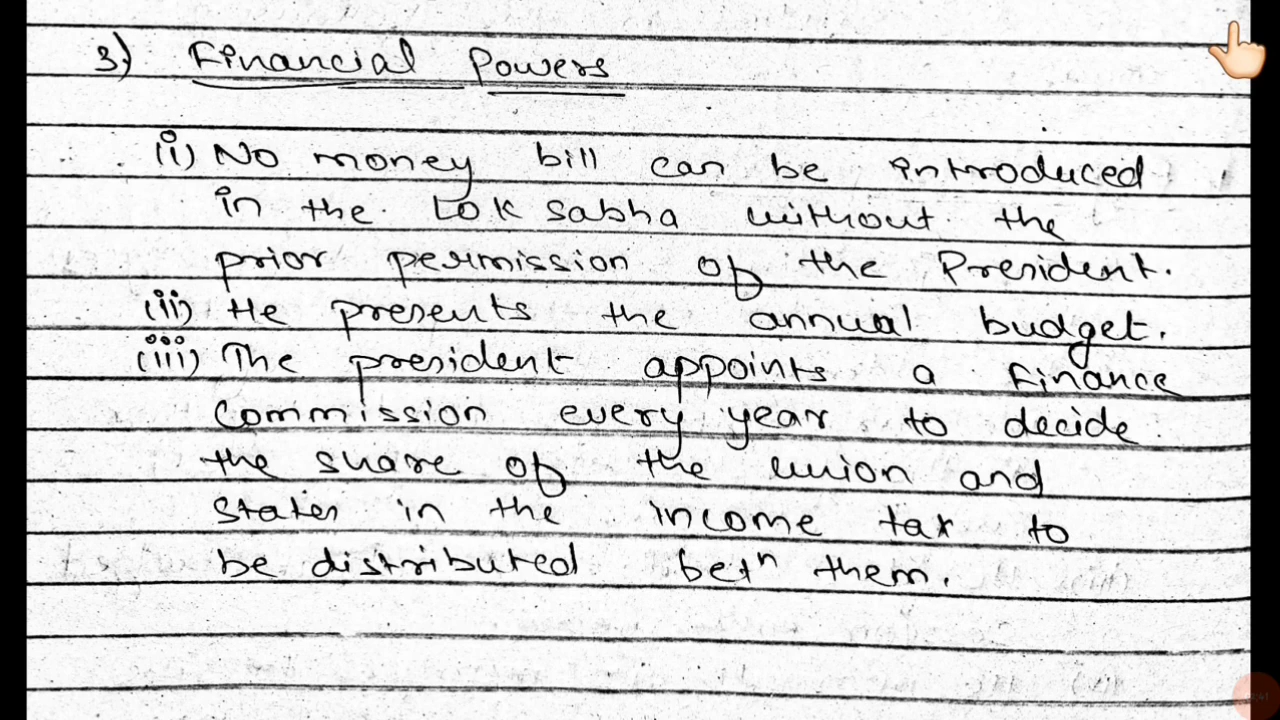 3) Financial Powers
(i) No money bill can be introduced
in the Lok sabha without the
prior permission of the President.
(ii) He presents the annual budget.
(iii) The president appoints a Finance
Commission every year to decide
the share of the union and
states in the income tax to
be distributed betn them.